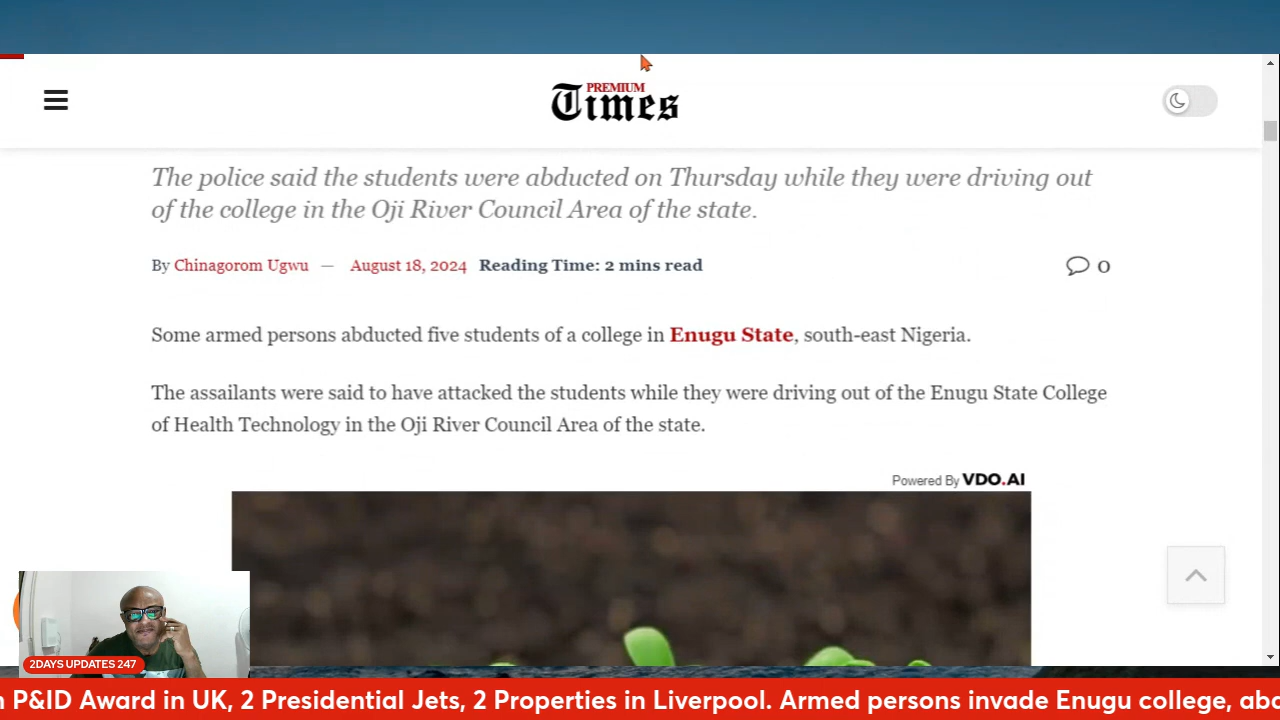 PREMIUM
Times
The police said the students were abducted on Thursday while they were driving out
of the college in the Oji River Council Area of the state.
By Chinagorom Ugwu — August 18, 2024 Reading Time: 2 mins read
0
Some armed persons abducted five students of a college in Enugu State, south-east Nigeria.
The assailants were said to have attacked the students while they were driving out of the Enugu State College
of Health Technology in the Oji River Council Area of the state.
Powered By VDO.AI
2DAYS UPDATES 247
P&ID Award in UK, 2 Presidential Jets, 2 Properties in Liverpool. Armed persons invade Enugu college,